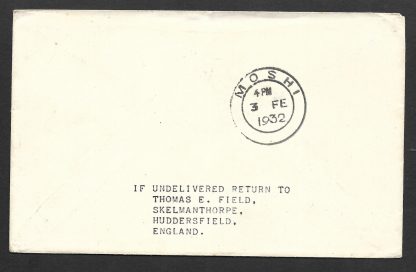 MOSHI
4 PM
3 FE
1932
IF UNDELIVERED RETURN TO
THOMAS E. FIELD,
SKELMANTHORPE,
HUDDERSFIELD,
ENGLAND.